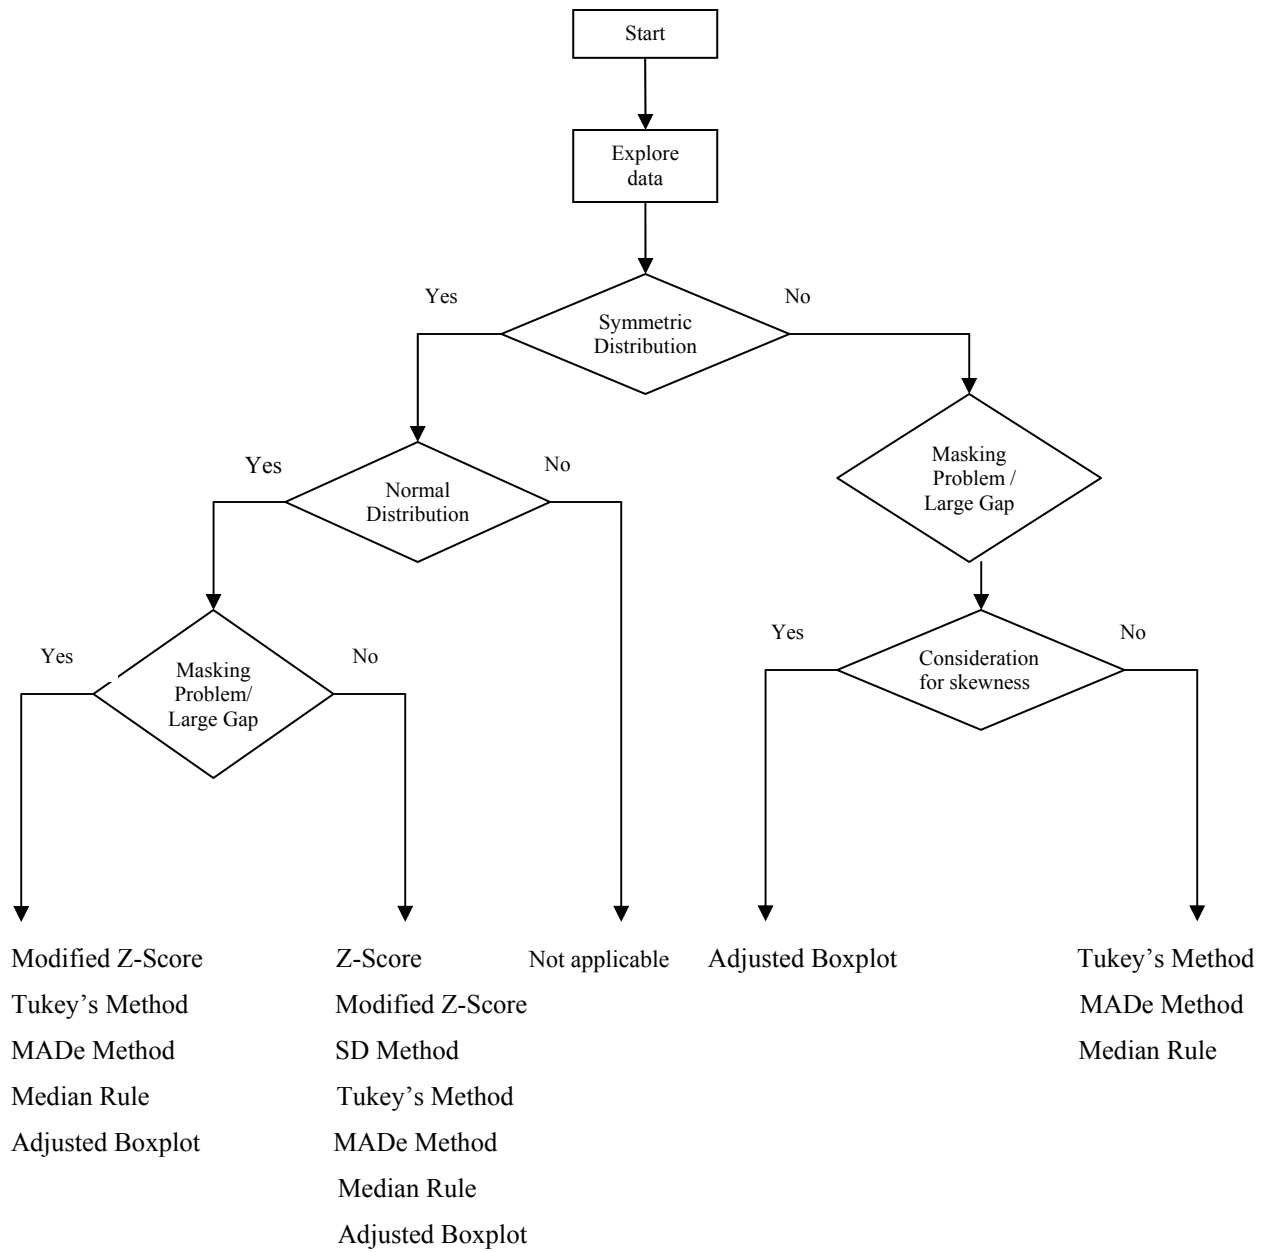 Start
Explore
data
Yes
No
Symmetric
Distribution
Yes
No
Normal
Distribution
Masking
Problem /
Large Gap
Yes
No
Masking
Problem/
Large Gap
Yes
No
Consideration
for skewness
Modified Z-Score
Tukey’s Method
MADe Method
Median Rule
Adjusted Boxplot
Z-Score
Modified Z-Score
SD Method
Tukey’s Method
MADe Method
Median Rule
Adjusted Boxplot
Not applicable
Adjusted Boxplot
Tukey’s Method
MADe Method
Median Rule